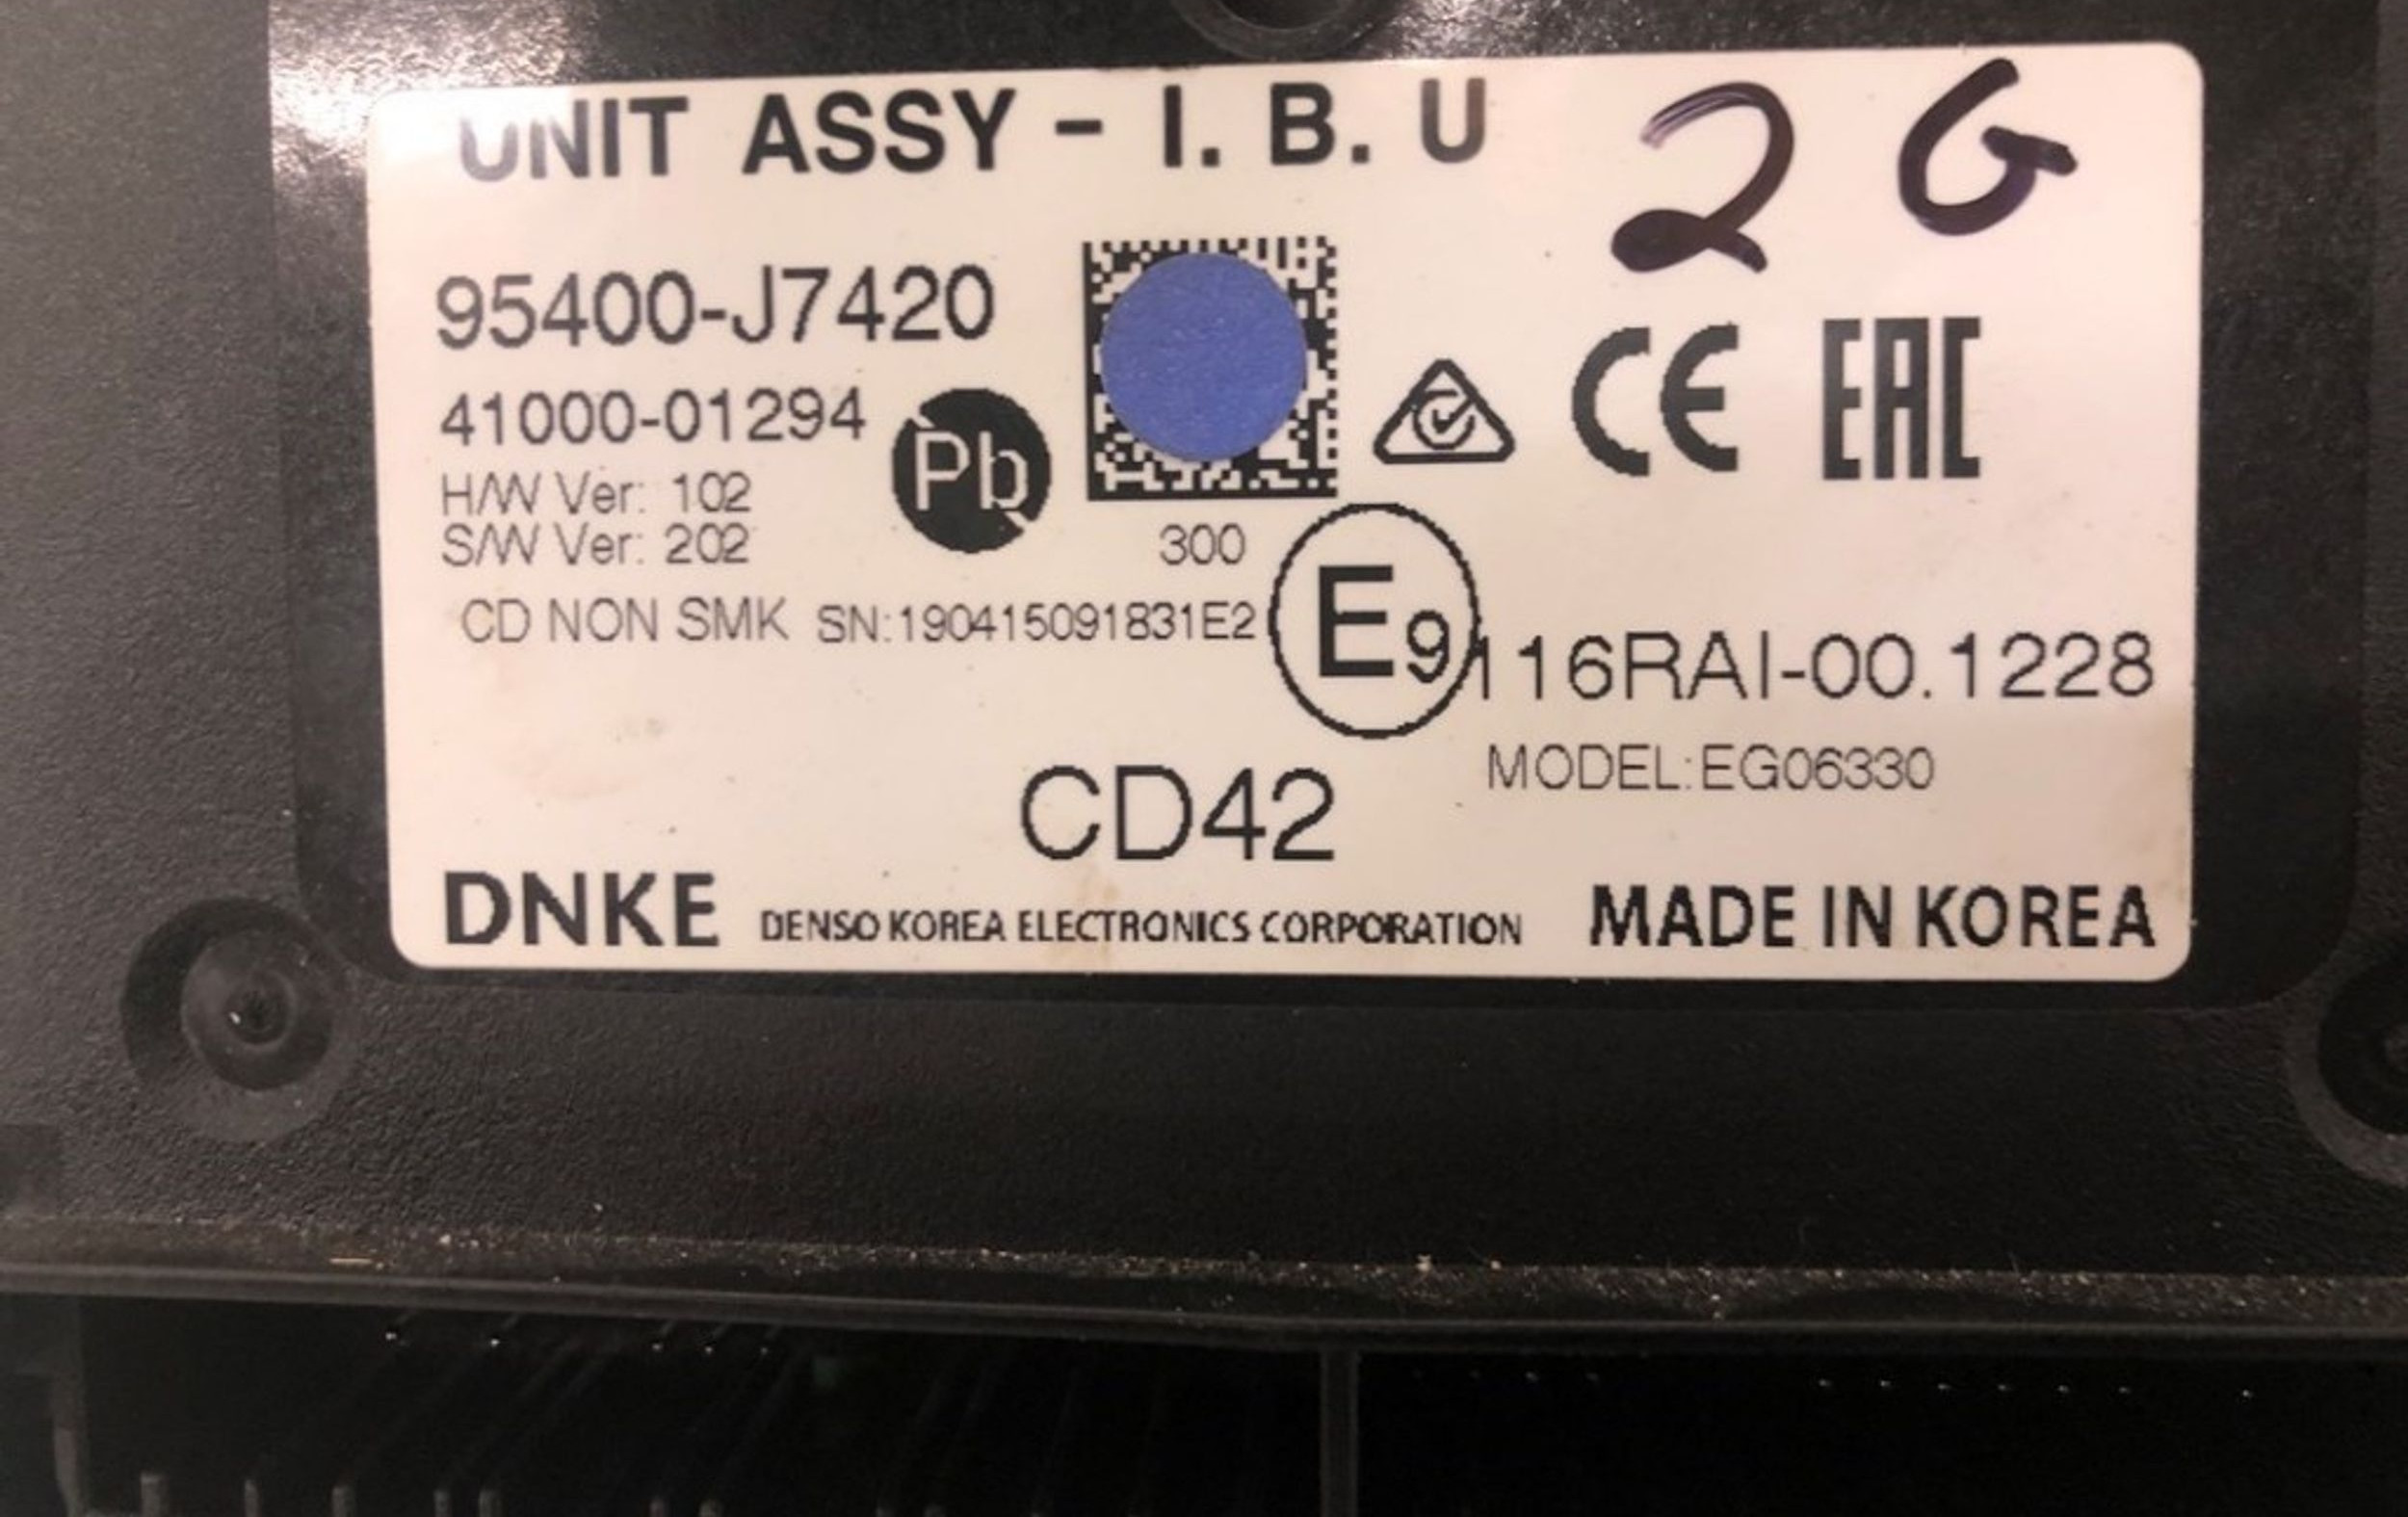 UNIT ASSY - I. B. U
2 G
95400-J7420
41000-01294
Pb
CE EAC
H/W Ver: 102
S/W Ver: 202
300
CD NON SMK SN:190415091831E2
E9
116RAI-00.1228
MODEL:EG06330
CD42
DNKE DENSO KOREA ELECTRONICS CORPORATION MADE IN KOREA